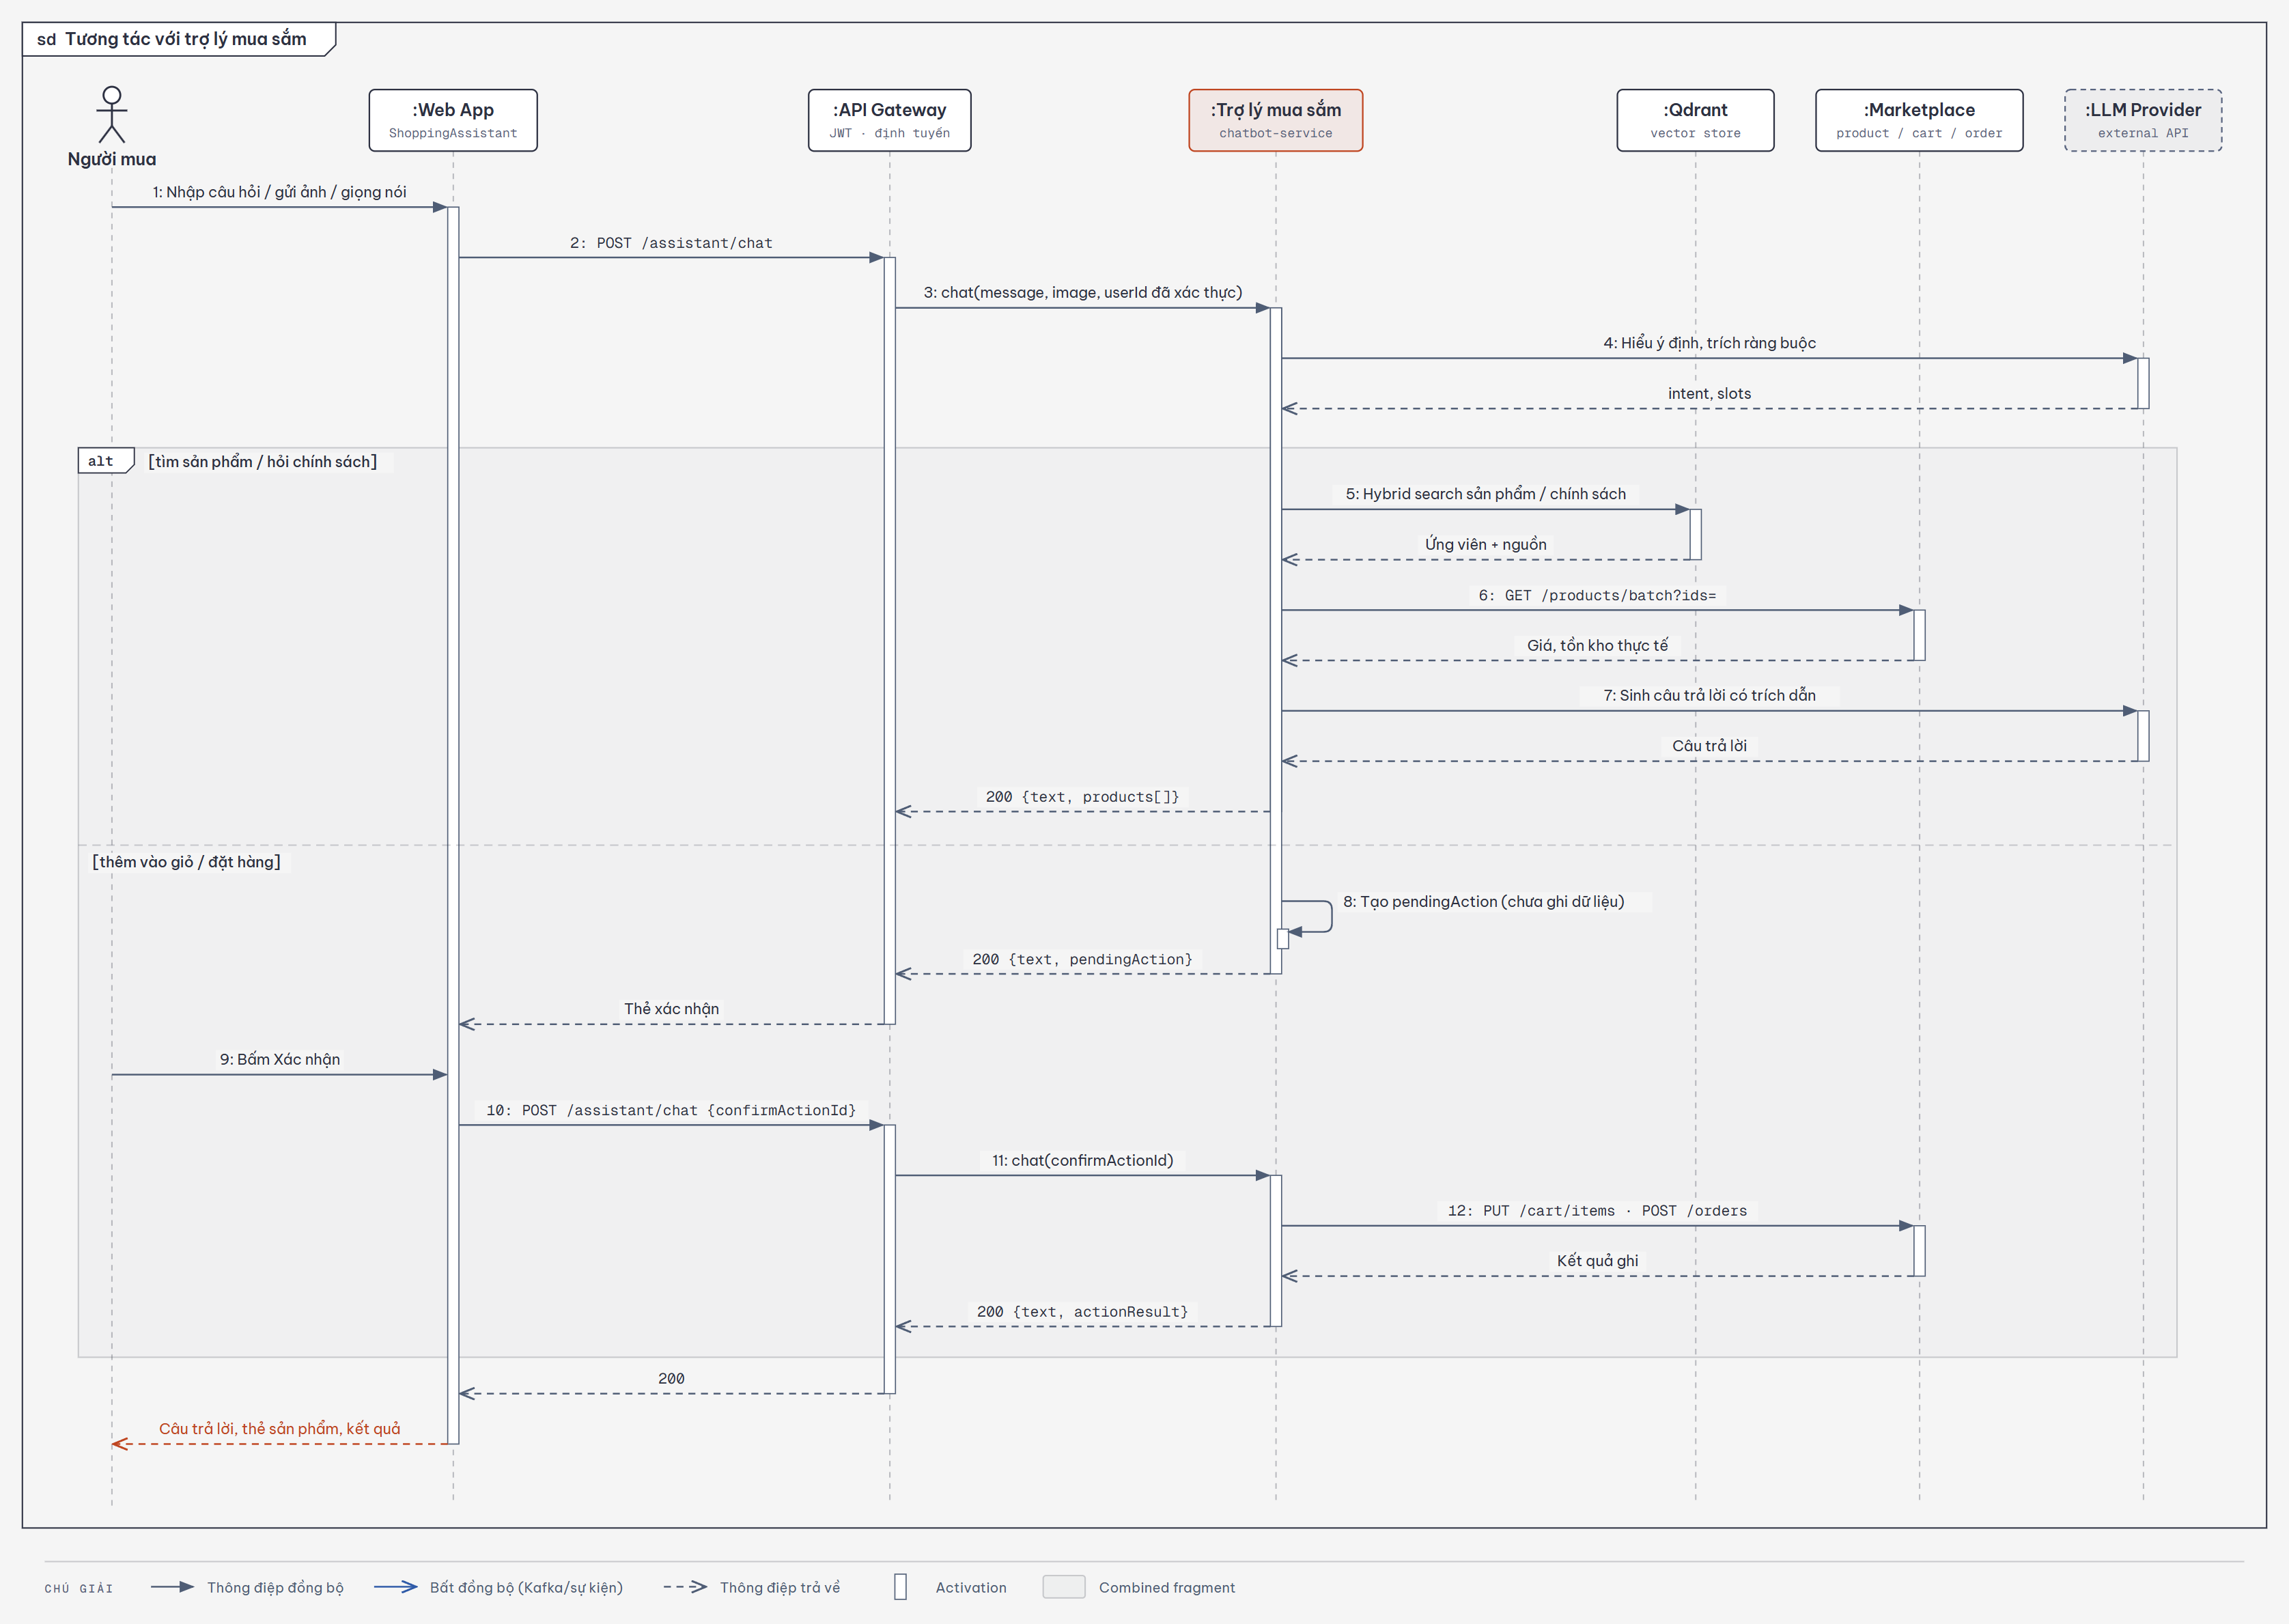 sd Tương tác với trợ lý mua sắm
Người mua
:Web App
ShoppingAssistant
:API Gateway
JWT · định tuyến
:Trợ lý mua sắm
chatbot-service
:Qdrant
vector store
:Marketplace
product / cart / order
:LLM Provider
external API
1: Nhập câu hỏi / gửi ảnh / giọng nói
2: POST /assistant/chat
3: chat(message, image, userId đã xác thực)
4: Hiểu ý định, trích ràng buộc
intent, slots
alt [tìm sản phẩm / hỏi chính sách]
5: Hybrid search sản phẩm / chính sách
Ứng viên + nguồn
6: GET /products/batch?ids=
Giá, tồn kho thực tế
7: Sinh câu trả lời có trích dẫn
Câu trả lời
200 {text, products[]}
[thêm vào giỏ / đặt hàng]
8: Tạo pendingAction (chưa ghi dữ liệu)
200 {text, pendingAction}
Thẻ xác nhận
9: Bấm Xác nhận
10: POST /assistant/chat {confirmActionId}
11: chat(confirmActionId)
12: PUT /cart/items · POST /orders
Kết quả ghi
200 {text, actionResult}
200
Câu trả lời, thẻ sản phẩm, kết quả
CHÚ GIẢI
Thông điệp đồng bộ
Bất đồng bộ (Kafka/sự kiện)
Thông điệp trả về
Activation
Combined fragment